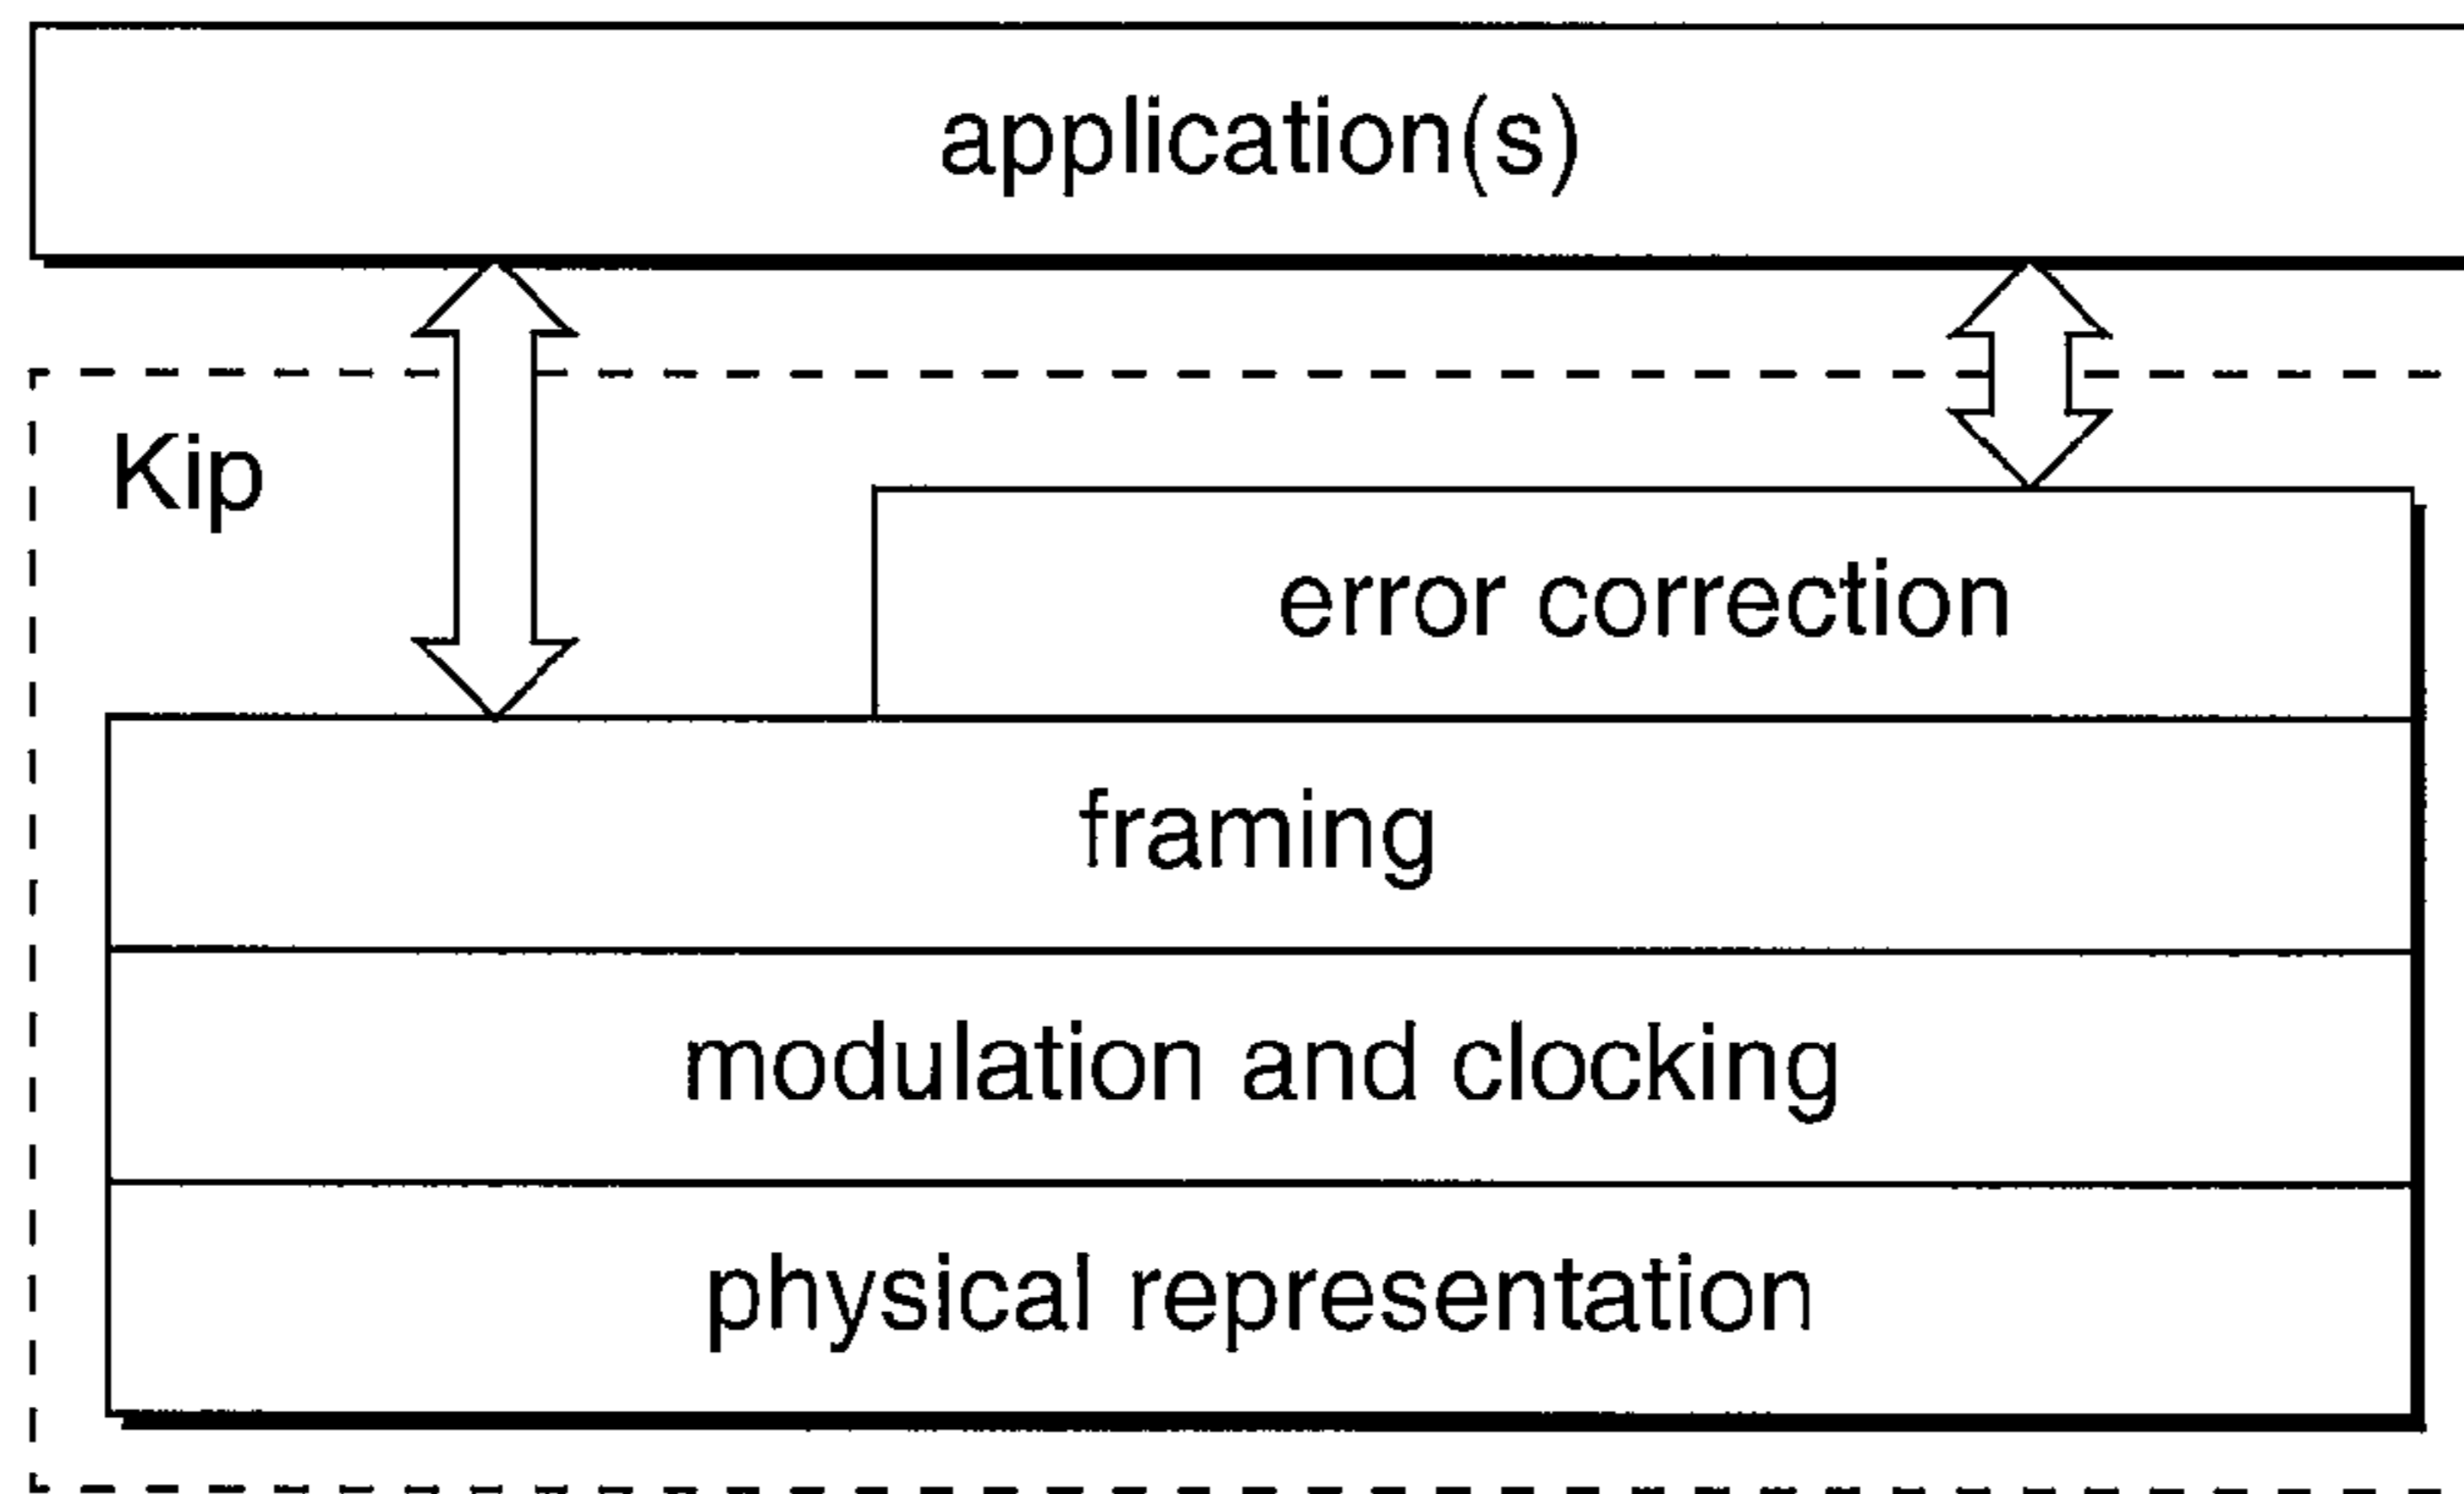 application(s)
Kip
error correction
framing
modulation and clocking
physical representation